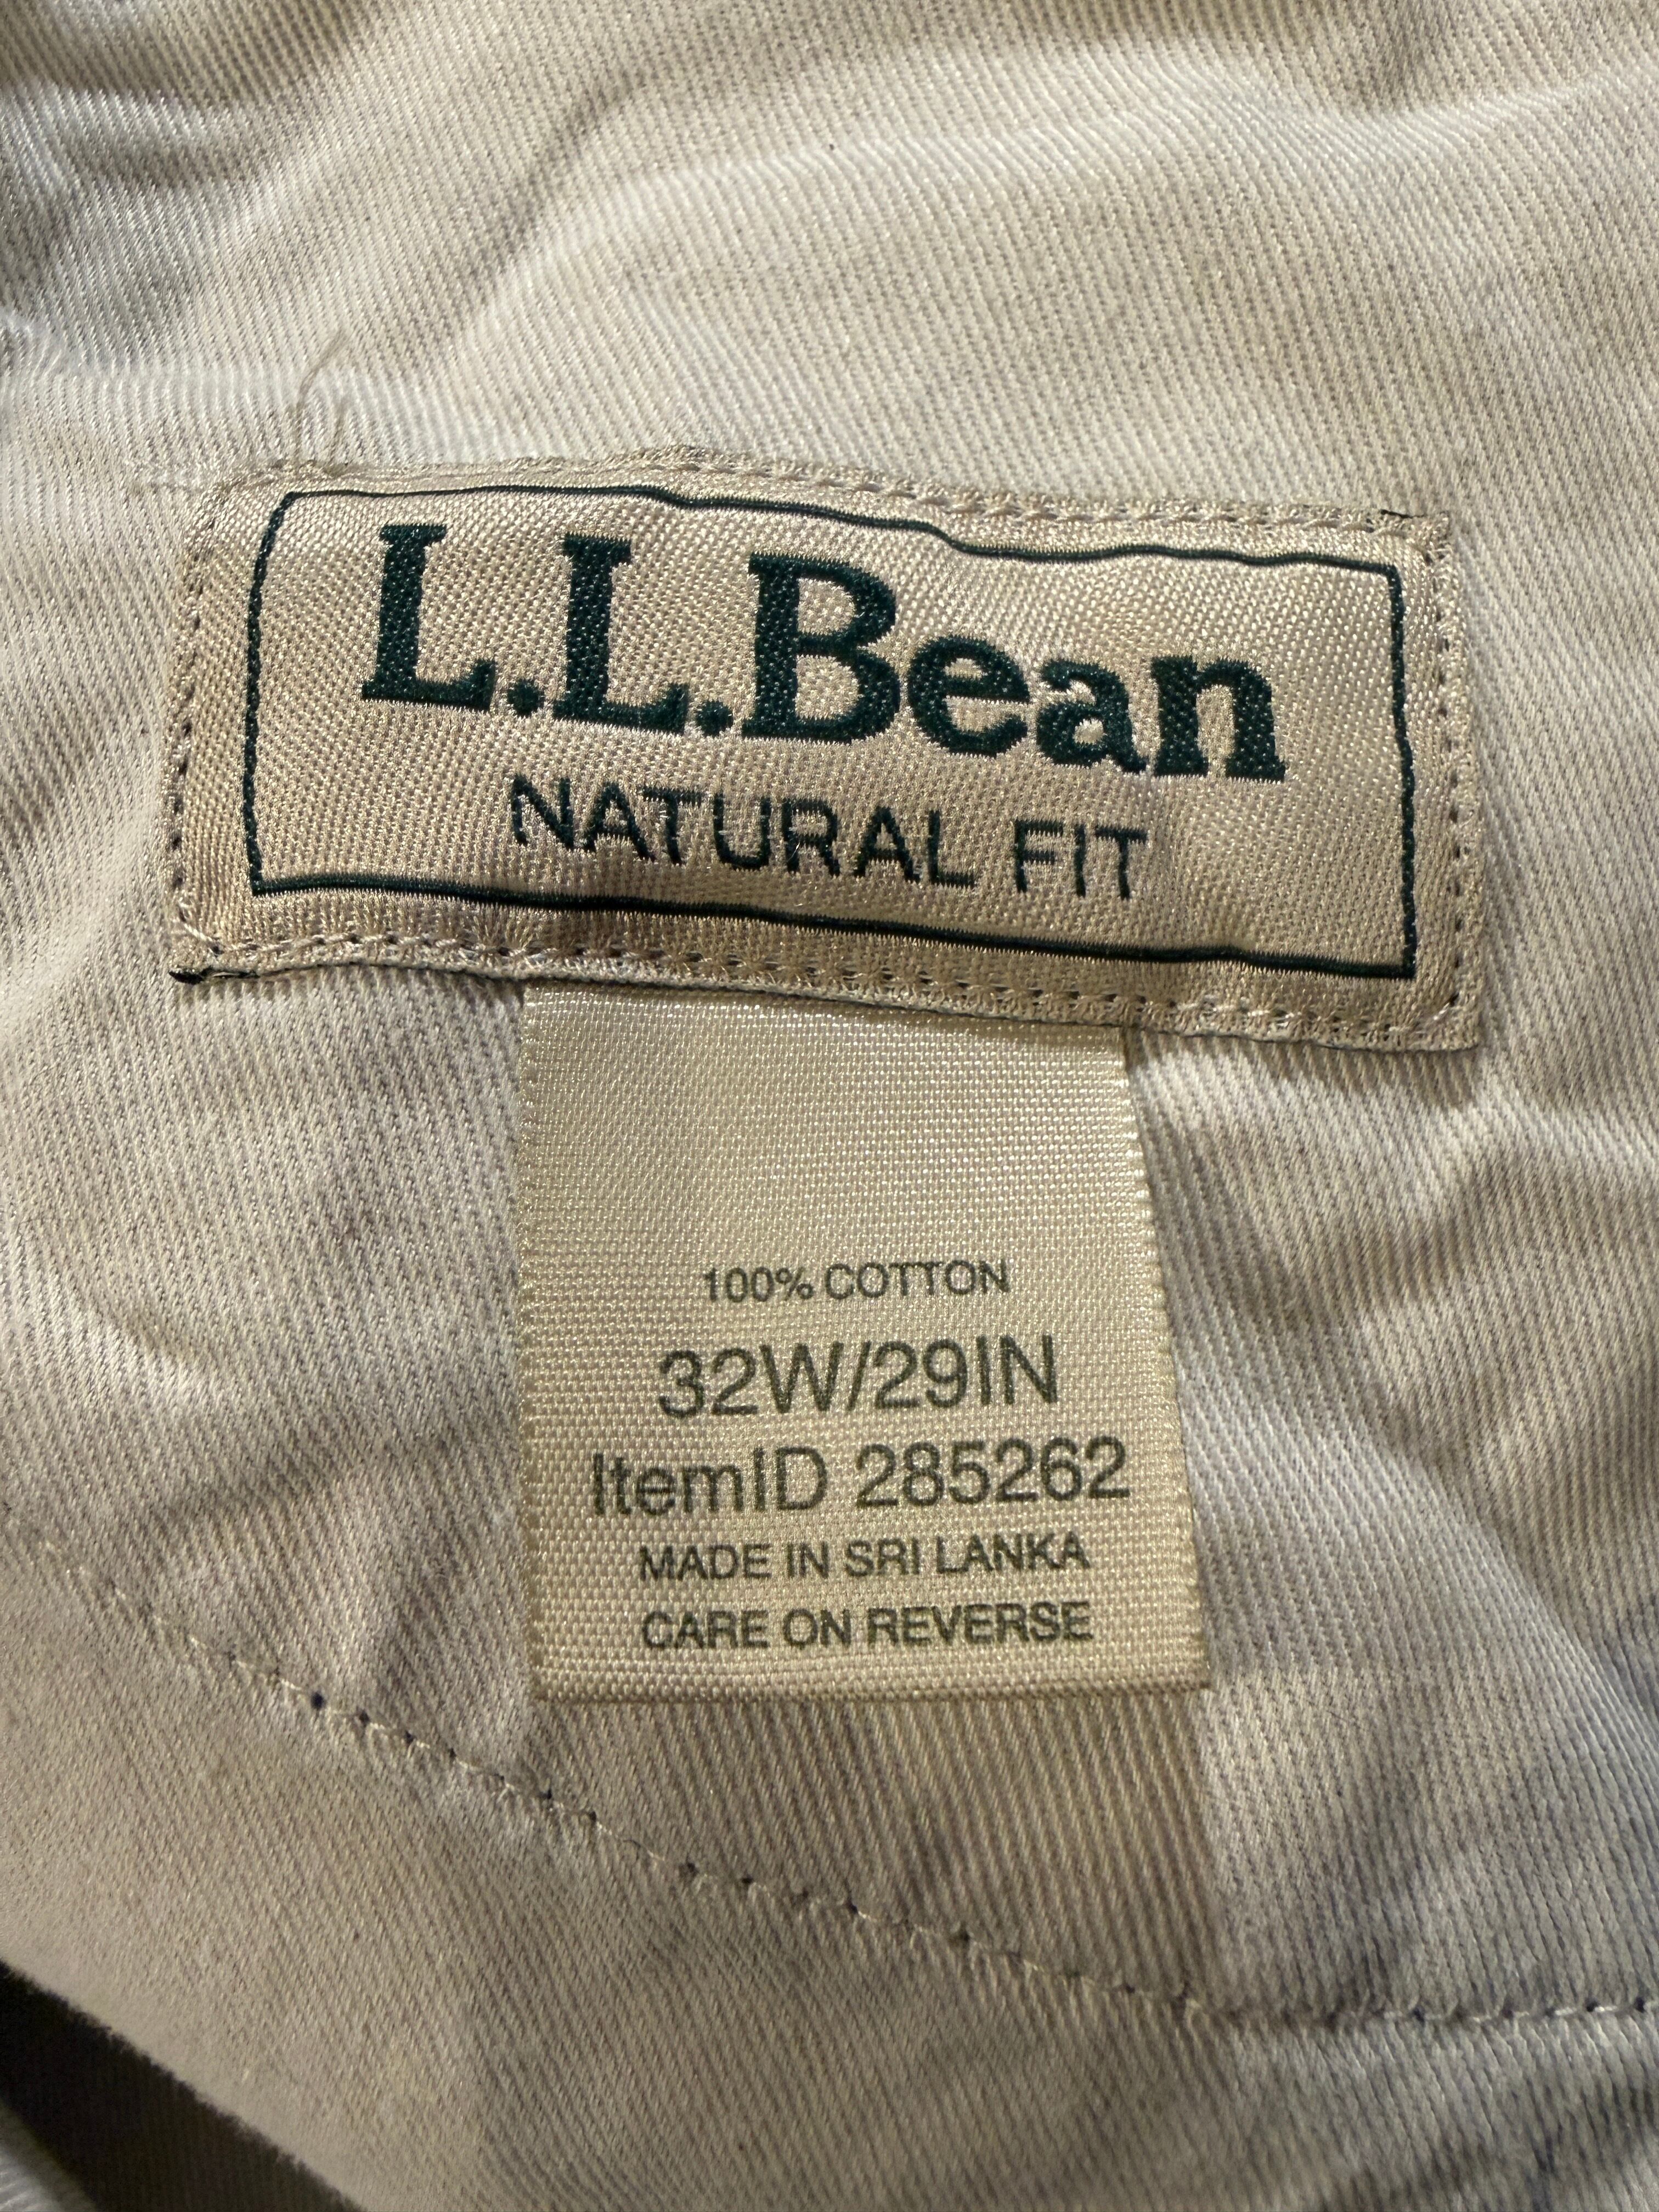 L.L.Bean
NATURAL FIT
100% COTTON
32W/29IN
ItemID 285262
MADE IN SRI LANKA
CARE ON REVERSE